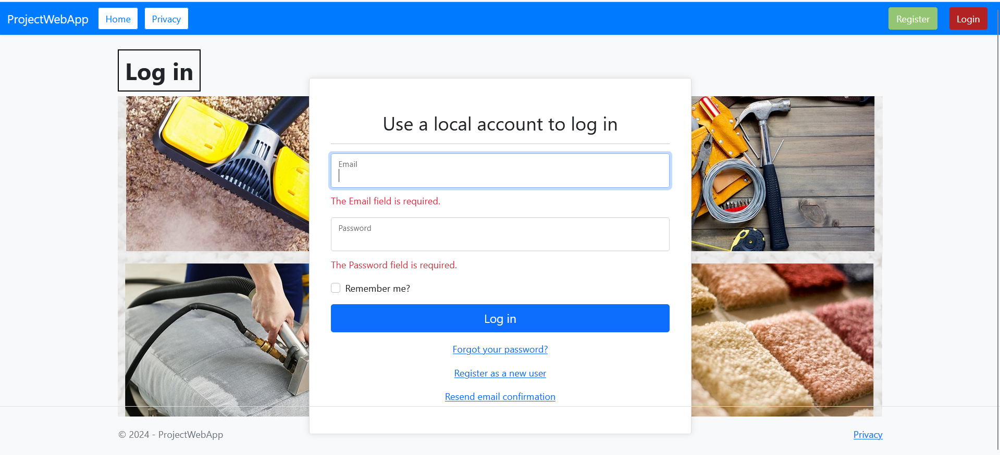 ProjectWebApp Home Privacy Register Login
Log in
Use a local account to log in
Email
The Email field is required.
Password
The Password field is required.
Remember me?
Log in
Forgot your password?
Register as a new user
Resend email confirmation
© 2024 - ProjectWebApp Privacy